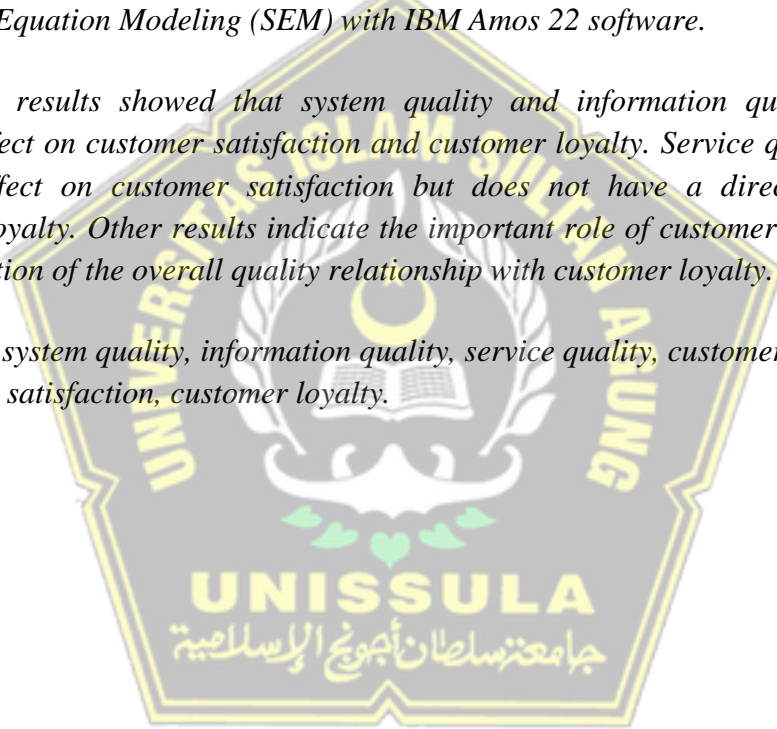 Equation Modeling (SEM) with IBM Amos 22 software.
results showed that system quality and information qu
fect on customer satisfaction and customer loyalty. Service q
ffect on customer satisfaction but does not have a direc
oyalty. Other results indicate the important role of customer
tion of the overall quality relationship with customer loyalty.
system quality, information quality, service quality, customer
satisfaction, customer loyalty.
UNIVERSITAS ISLAM SULTAN AGUNG
UNISSULA
جامعتسلطان أجونج الإسلامية